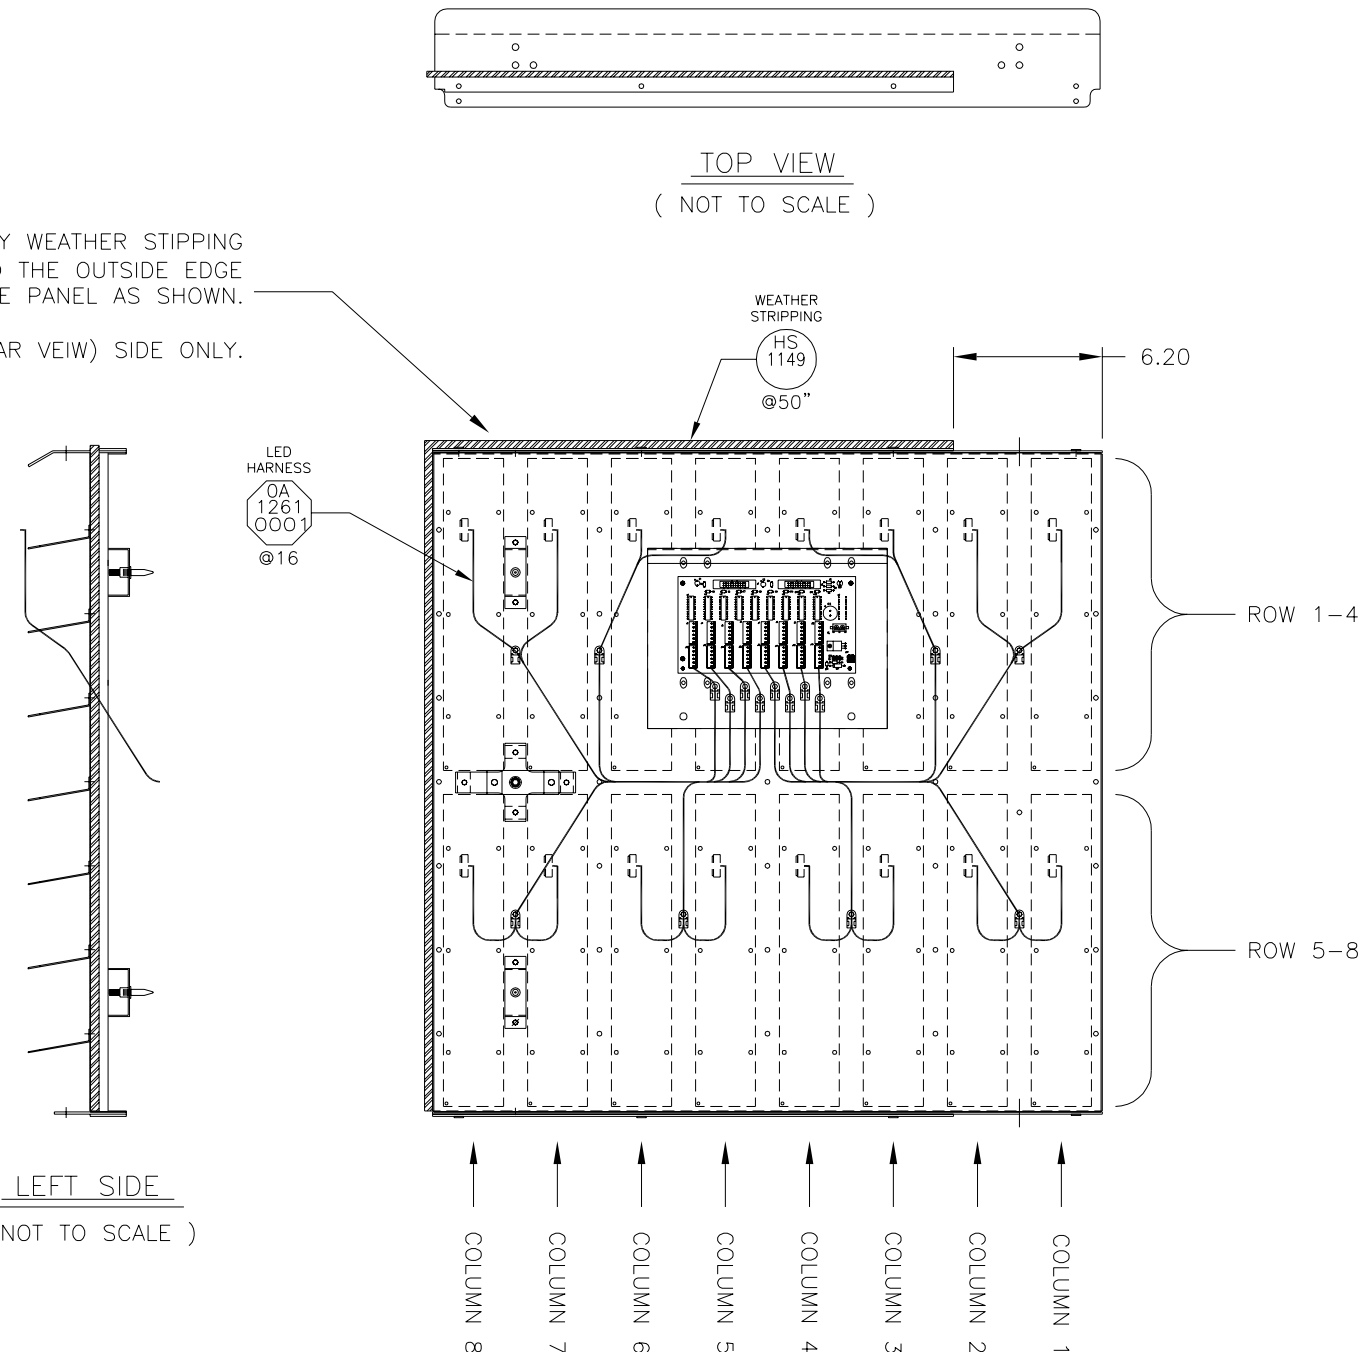 TOP VIEW
( NOT TO SCALE )
Y WEATHER STIPPING
THE OUTSIDE EDGE
E PANEL AS SHOWN.
AR VEIW) SIDE ONLY.
WEATHER
STRIPPING
HS
1149
@50"
6.20
LED
HARNESS
0A
1261
0001
@16
ROW 1-4
ROW 5-8
LEFT SIDE
NOT TO SCALE )
COLUMN 8
COLUMN 7
COLUMN 6
COLUMN 5
COLUMN 4
COLUMN 3
COLUMN 2
COLUMN 1